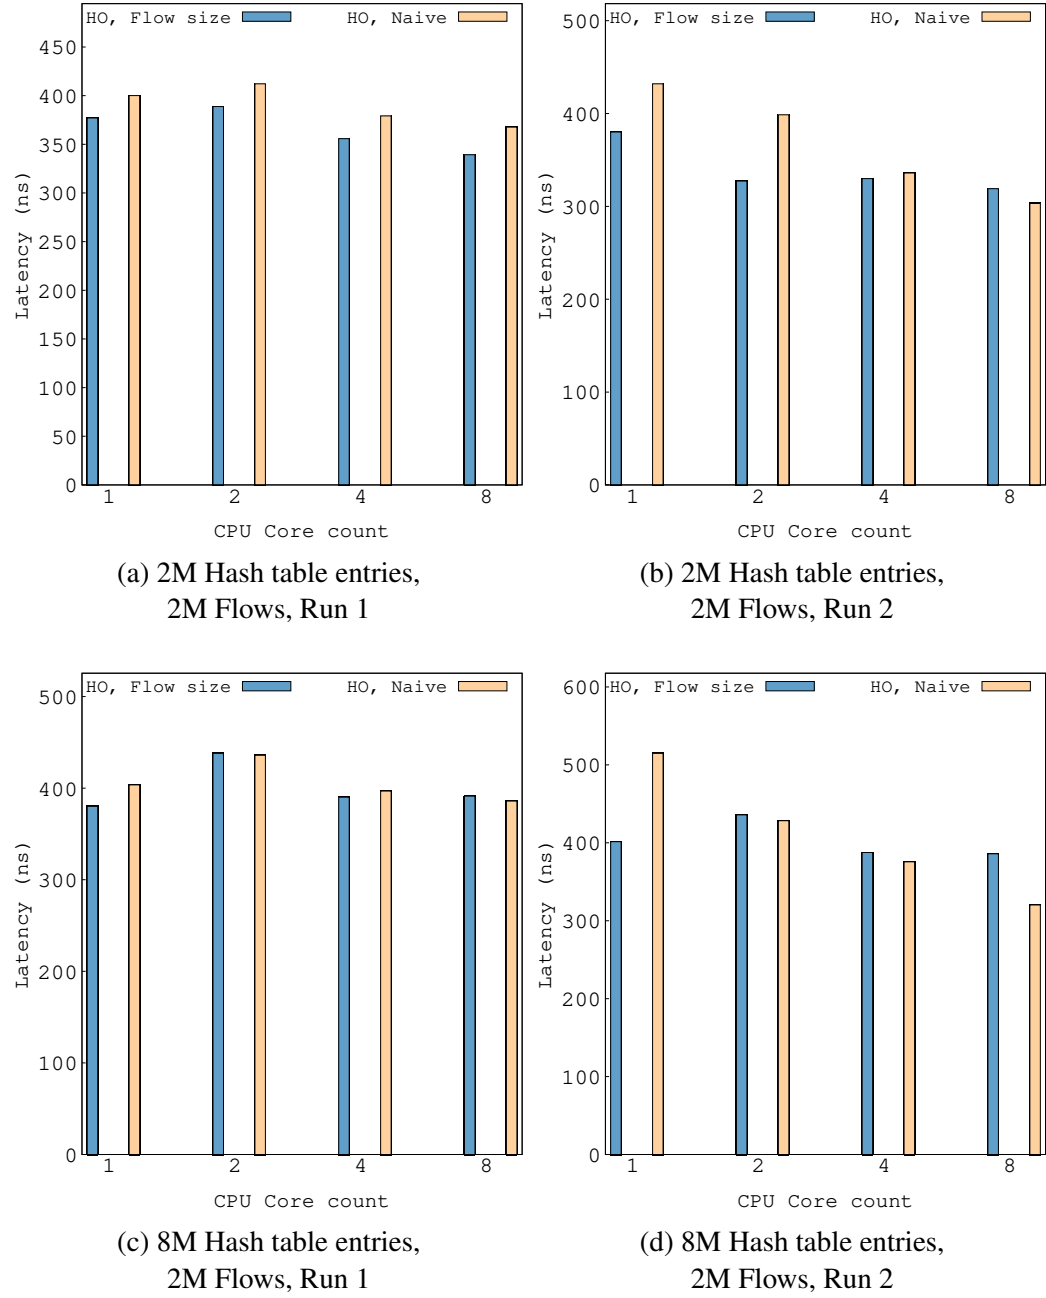 HO, Flow size HO, Naive
450
400
350
300
250
200
150
100
50
0
Latency (ns)
1 2 4 8
CPU Core count
(a) 2M Hash table entries,
2M Flows, Run 1
HO, Flow size HO, Naive
500
400
300
200
100
0
Latency (ns)
1 2 4 8
CPU Core count
(b) 2M Hash table entries,
2M Flows, Run 2
HO, Flow size HO, Naive
500
400
300
200
100
0
Latency (ns)
1 2 4 8
CPU Core count
(c) 8M Hash table entries,
2M Flows, Run 1
HO, Flow size HO, Naive
600
500
400
300
200
100
0
Latency (ns)
1 2 4 8
CPU Core count
(d) 8M Hash table entries,
2M Flows, Run 2